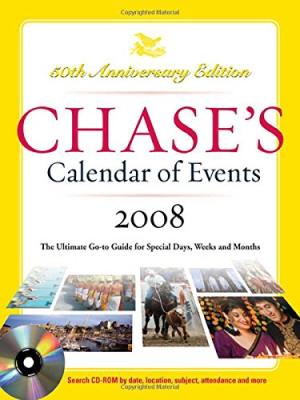 50th Anniversary Edition
CHASE'S
Calendar of Events
2008
The Ultimate Go-to Guide for Special Days, Weeks and Months
Search CD-ROM by date, location, subject, attendance and more